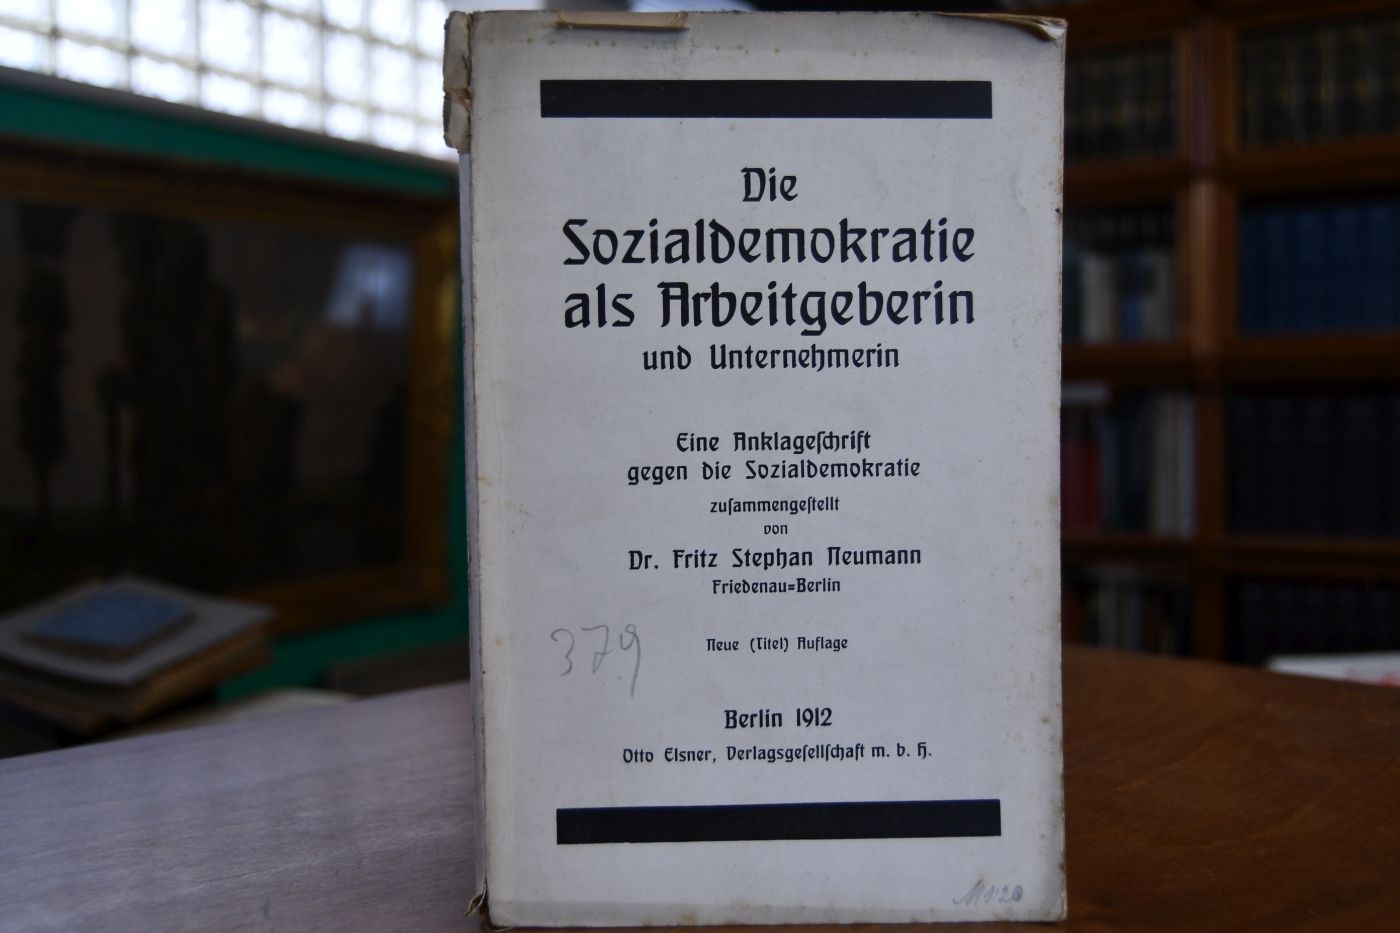 Die
Sozialdemokratie
als Arbeitgeberin
und Unternehmerin
Eine Anklageſchrift
gegen die Sozialdemokratie
zuſammengeſtellt
von
Dr. Fritz Stephan Neumann
Friedenau=Berlin
379
Neue (Titel) Auflage
Berlin 1912
Otto Elsner, Verlagsgeſellſchaft m. b. H.